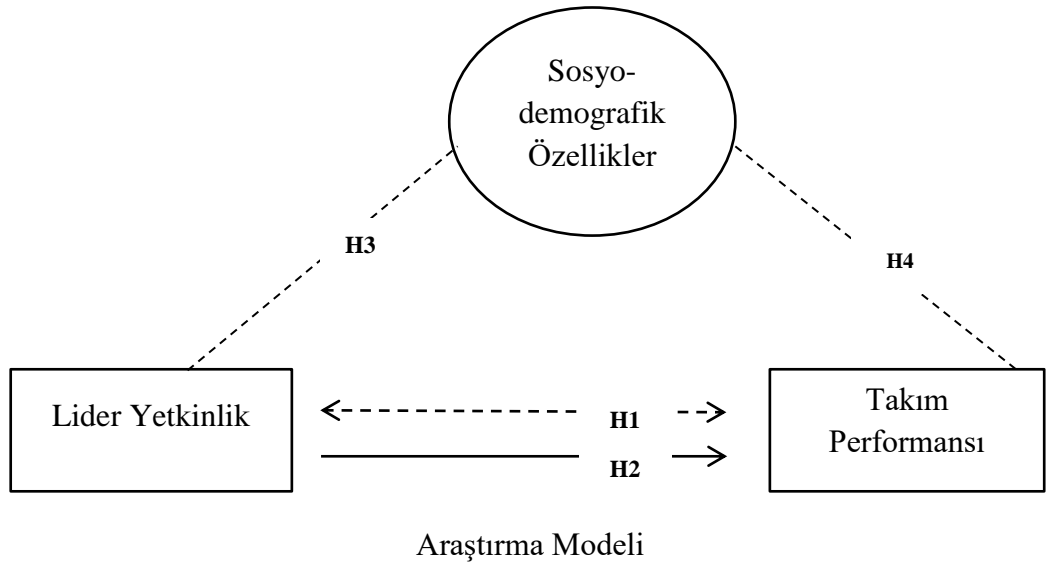 Sosyo-
demografik
Özellikler
H3
H4
Lider Yetkinlik
H1
H2
Takım
Performansı
Araştırma Modeli